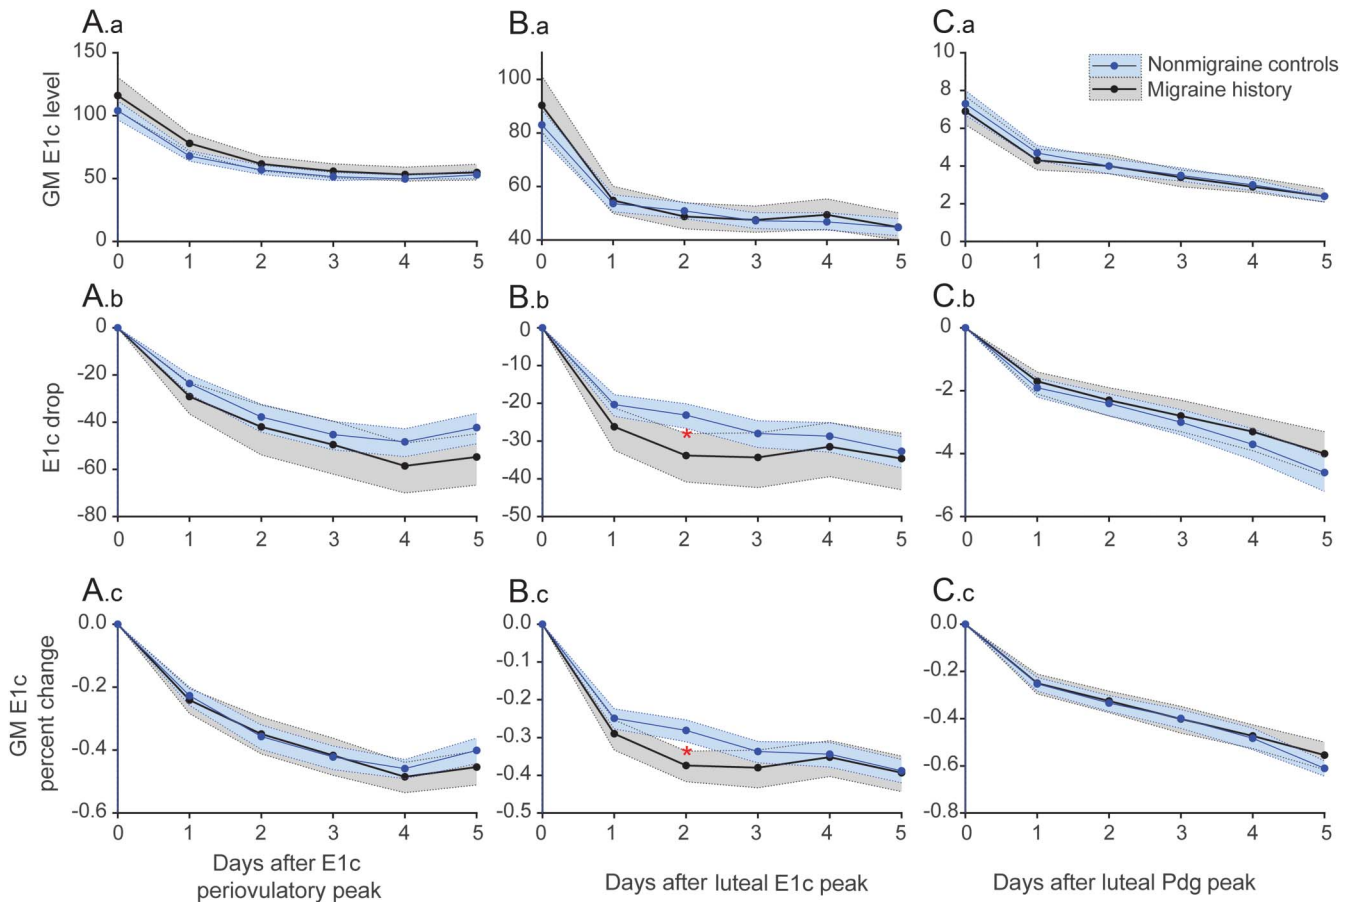 A.a
B.a
C.a
GM E1c level
150
100
50
0
0 1 2 3 4 5
100
80
60
40
0 1 2 3 4 5
10
8
6
4
2
0
0 1 2 3 4 5
Nonmigraine controls
Migraine history
A.b
B.b
C.b
E1c drop
0
-20
-40
-60
-80
0 1 2 3 4 5
0
-10
-20
-30
-40
-50
*
0 1 2 3 4 5
0
-2
-4
-6
0 1 2 3 4 5
A.c
B.c
C.c
GM E1c
percent change
0.0
-0.2
-0.4
-0.6
0 1 2 3 4 5
0.0
-0.1
-0.2
-0.3
-0.4
-0.5
*
0 1 2 3 4 5
0.0
-0.2
-0.4
-0.6
-0.8
0 1 2 3 4 5
Days after E1c
periovulatory peak
Days after luteal E1c peak
Days after luteal Pdg peak